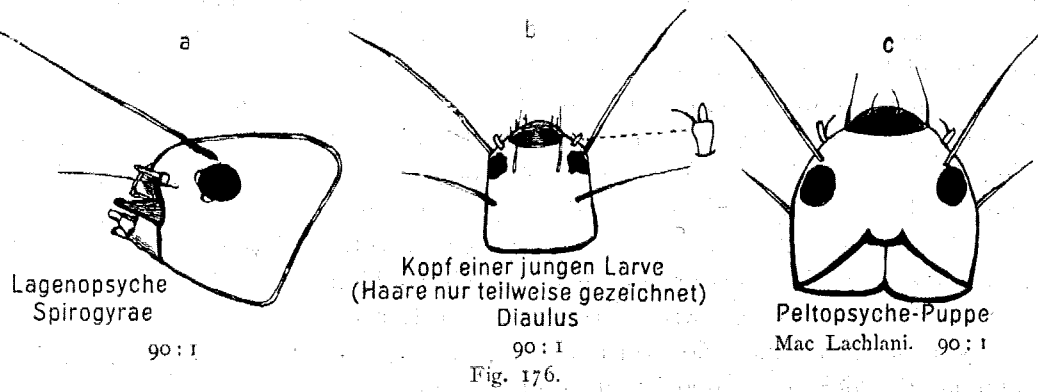 a
b
c
Lagenopsyche
Spirogyrae
90 : 1
Kopf einer jungen Larve
(Haare nur teilweise gezeichnet)
Diaulus
90 : 1
Peltopsyche-Puppe
Mac Lachlani. 90 : 1
Fig. 176.